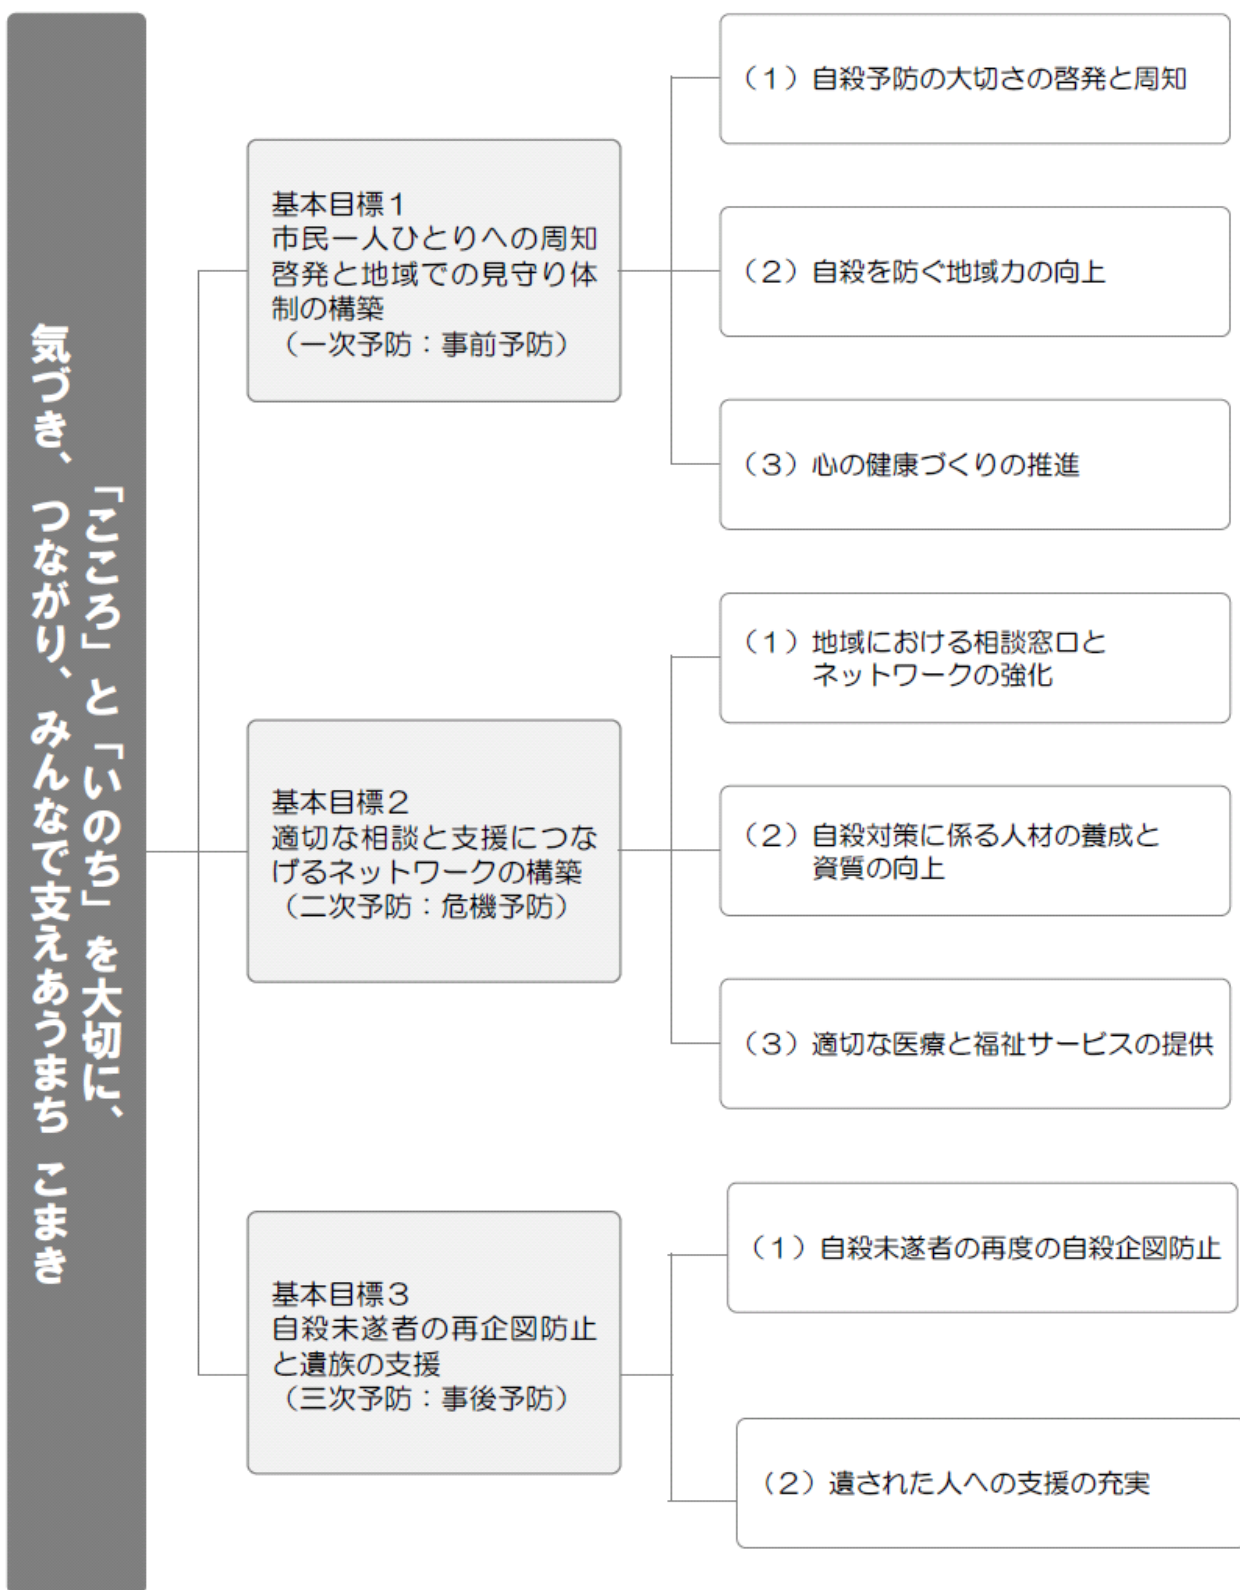 「こころ」と「いのち」を大切に、
気づき、つながり、みんなで支えあうまち こまき
基本目標１
市民一人ひとりへの周知
啓発と地域での見守り体
制の構築
（一次予防：事前予防）
（１）自殺予防の大切さの啓発と周知
（２）自殺を防ぐ地域力の向上
（３）心の健康づくりの推進
基本目標２
適切な相談と支援につな
げるネットワークの構築
（二次予防：危機予防）
（１）地域における相談窓口と
ネットワークの強化
（２）自殺対策に係る人材の養成と
資質の向上
（３）適切な医療と福祉サービスの提供
基本目標３
自殺未遂者の再企図防止
と遺族の支援
（三次予防：事後予防）
（１）自殺未遂者の再度の自殺企図防止
（２）遺された人への支援の充実